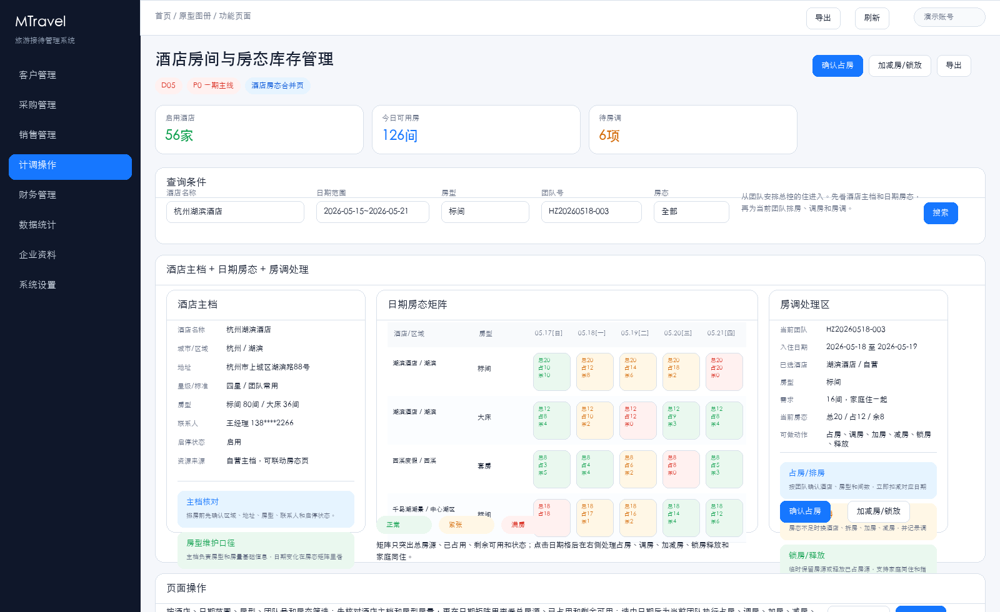 MTravel
旅游接待管理系统
客户管理
采购管理
销售管理
计调操作
财务管理
数据统计
企业资料
系统设置
首页 / 原型图册 / 功能页面
导出
刷新
演示账号
酒店房间与房态库存管理
确认占房
加减房/锁放
导出
D05
P0 一期主线
酒店房态合并页
启用酒店
56家
今日可用房
126间
待房调
6项
查询条件
酒店名称
日期范围
房型
团队号
房态
杭州湖滨酒店
2026-05-15~2026-05-21
标间
HZ20260518-003
全部
从团队安排总控的住进入。先看酒店主档和日期房态，
再为当前团队排房、调房和房调。
搜索
酒店主档 + 日期房态 + 房调处理
酒店主档
酒店名称 杭州湖滨酒店
城市/区域 杭州 / 湖滨
地址 杭州市上城区湖滨路88号
星级/标准 四星 / 团队常用
房型 标间 80间 / 大床 36间
联系人 王经理 138****2266
启停状态 启用
资源来源 自营主档，可联动房态页
主档核对
排房前先确认区域、地址、房型、联系人和启停状态。
房型维护口径
主档负责房型和房量基础信息，日期变化在房态矩阵里看
日期房态矩阵
酒店/区域 房型 05.17[日] 05.18[一] 05.19[二] 05.20[三] 05.21[四]
湖滨酒店 / 湖滨 标间
总20 总20 总20 总20 总20
占10 占12 占14 占18 占20
余10 余8 余6 余2 余0
湖滨酒店 / 湖滨 大床
总12 总12 总12 总12 总12
占8 占10 占12 占9 占8
余4 余2 余0 余3 余4
西溪度假 / 西溪 套房
总8 总8 总8 总8 总8
占3 占4 占6 占8 占5
余5 余4 余2 余0 余3
千岛湖湖景 / 中心湖区 标间
总18 总18 总18 总18 总18
占18 占17 占16 占14 占12
余1 余2 余4 余6
正常
紧张
满房
矩阵只突出总房源、已占用、剩余可用和状态；点击日期格后在右侧处理占房、调房、加减房、锁房释放和
家庭同住。
房调处理区
当前团队 HZ20260518-003
入住日期 2026-05-18 至 2026-05-19
已选酒店 湖滨酒店 / 自营
房型 标间
需求 16间，家庭住一起
当前房态 总20 / 占12 / 余8
可做动作 占房、调房、加房、减房、锁房
、释放
占房/排房
按团队确认酒店、房型和间数，立即扣减对应日期
确认占房
加减房/锁放
房态不足时换酒店、拆房、加房、减房，并记录调
锁房/释放
临时保留房源或释放已占房源，支持家庭同住和指
页面操作
按酒店、日期范围、房型、团队号和房态筛选；先核对酒店主档和房型房量，再在日期矩阵里查看总房源、已占用和剩余可用；选中日期后为当前团队执行占房、调房、加房、减房、